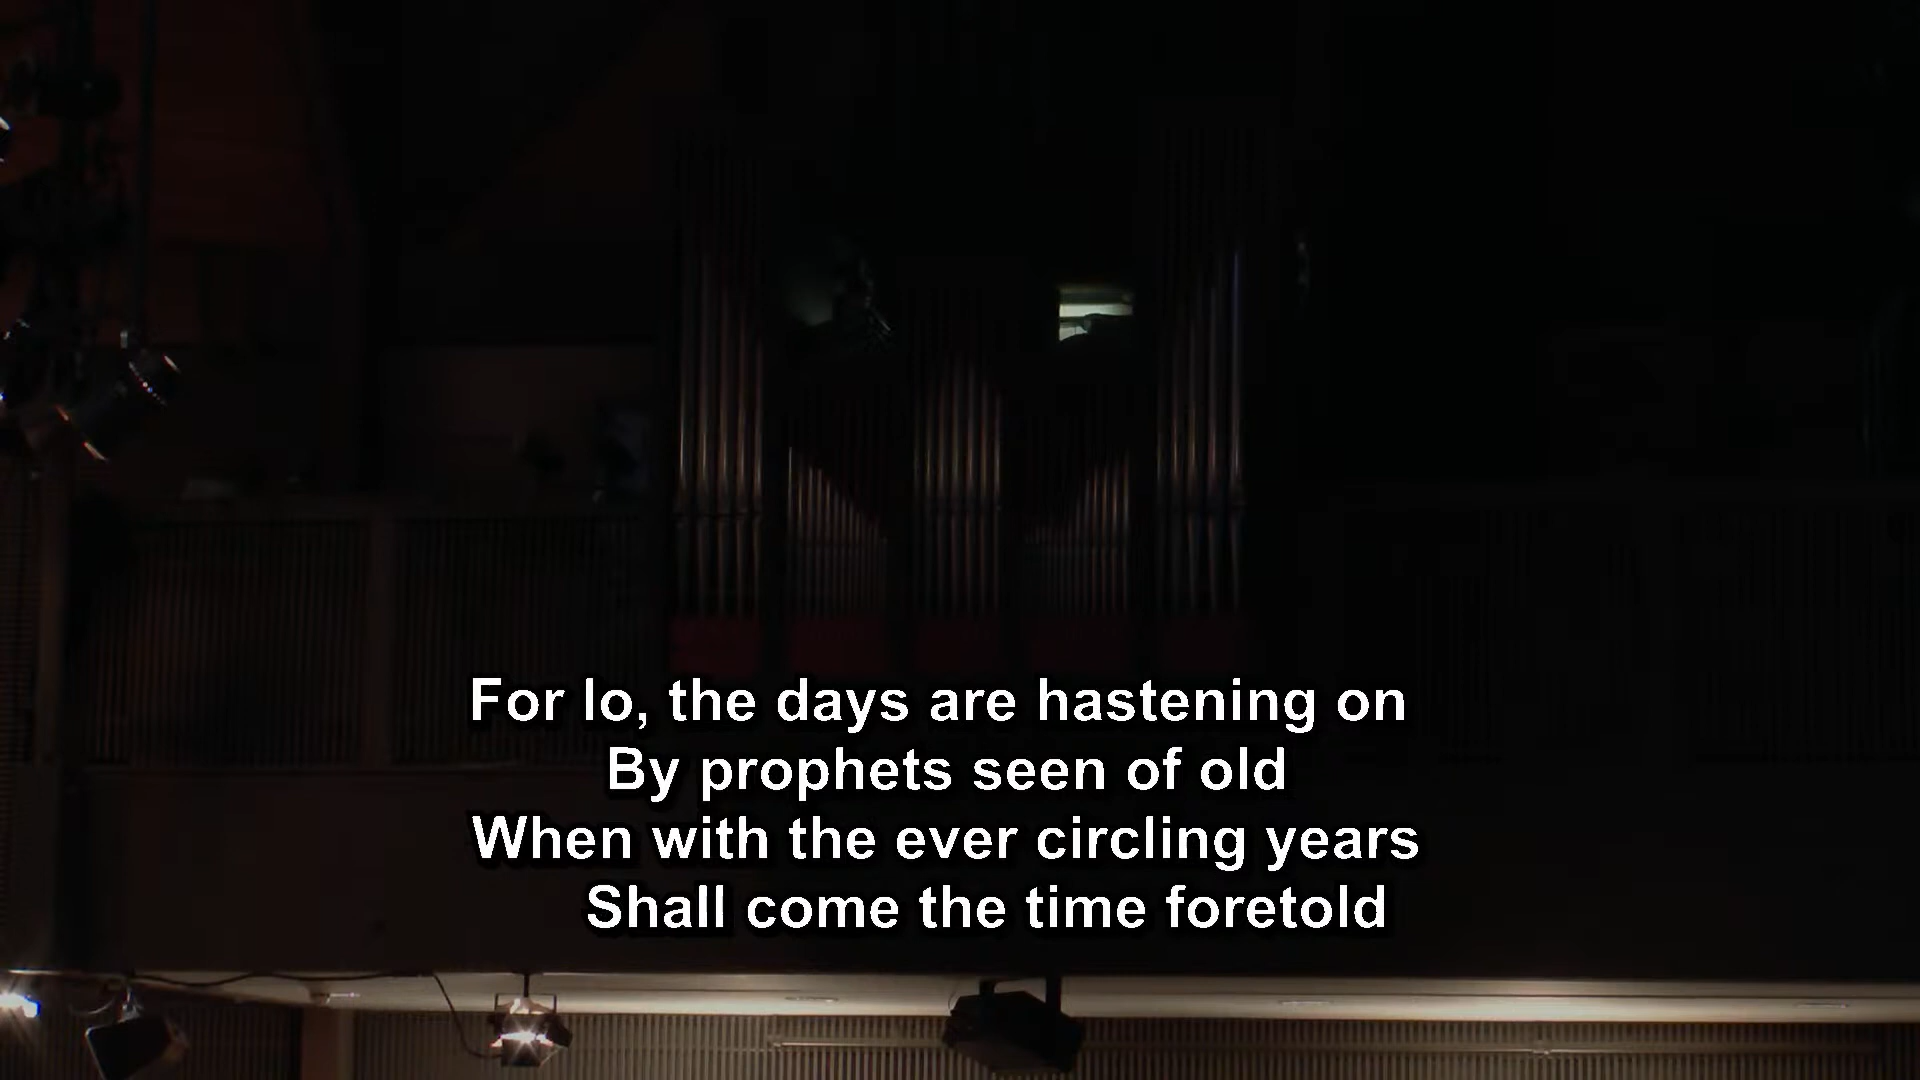 For lo, the days are hastening on
By prophets seen of old
When with the ever circling years
Shall come the time foretold